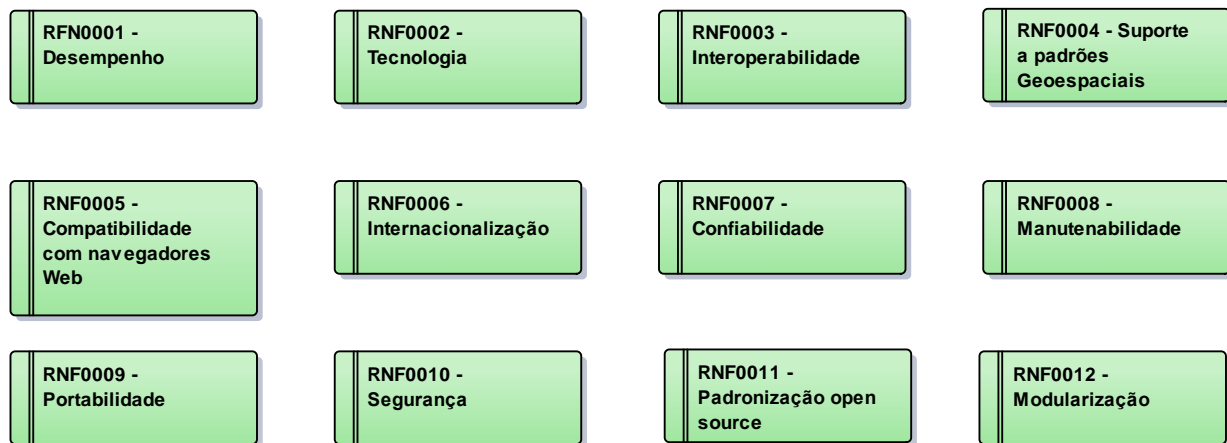 RFN0001 -
Desempenho
RNF0002 -
Tecnologia
RNF0003 -
Interoperabilidade
RNF0004 - Suporte
a padrões
Geoespaciais
RNF0005 -
Compatibilidade
com navegadores
Web
RNF0006 -
Internacionalização
RNF0007 -
Confiabilidade
RNF0008 -
Manutenabilidade
RNF0009 -
Portabilidade
RNF0010 -
Segurança
RNF0011 -
Padronização open
source
RNF0012 -
Modularização